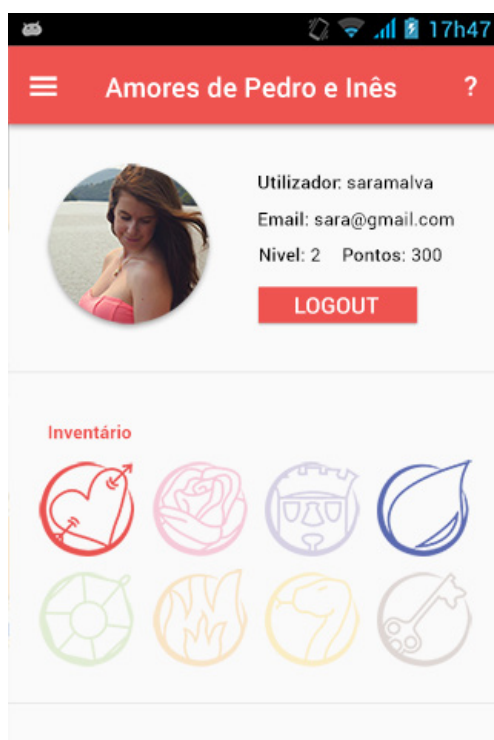 17h47
Amores de Pedro e Inês ?
Utilizador: saramalva
Email: sara@gmail.com
Nivel: 2 Pontos: 300
LOGOUT
Inventário